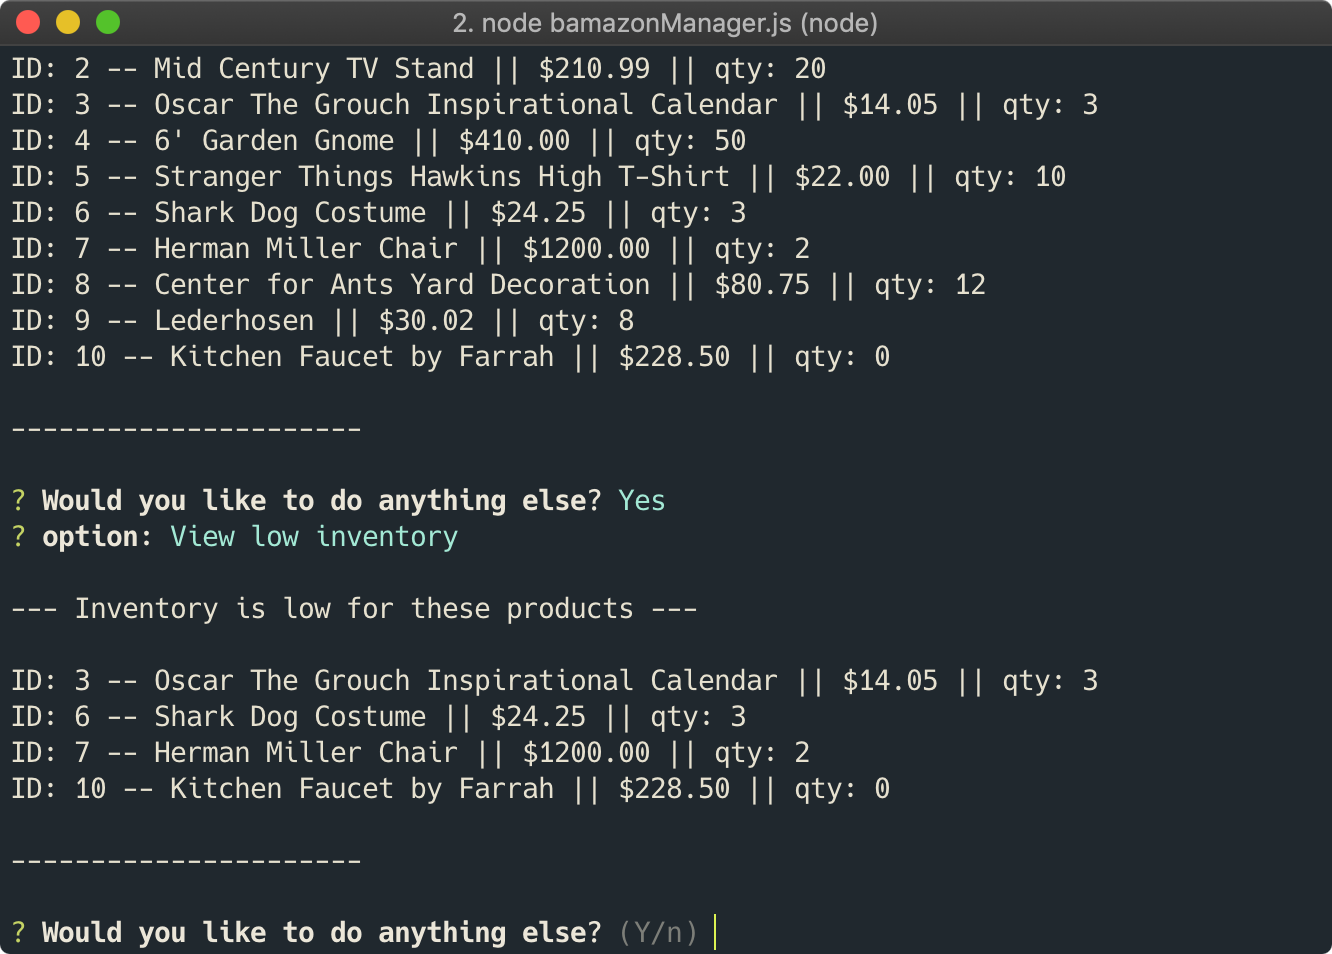 2. node bamazonManager.js (node)
ID: 2 -- Mid Century TV Stand || $210.99 || qty: 20
ID: 3 -- Oscar The Grouch Inspirational Calendar || $14.05 || qty: 3
ID: 4 -- 6' Garden Gnome || $410.00 || qty: 50
ID: 5 -- Stranger Things Hawkins High T-Shirt || $22.00 || qty: 10
ID: 6 -- Shark Dog Costume || $24.25 || qty: 3
ID: 7 -- Herman Miller Chair || $1200.00 || qty: 2
ID: 8 -- Center for Ants Yard Decoration || $80.75 || qty: 12
ID: 9 -- Lederhosen || $30.02 || qty: 8
ID: 10 -- Kitchen Faucet by Farrah || $228.50 || qty: 0
----------------------
? Would you like to do anything else? Yes
? option: View low inventory
--- Inventory is low for these products ---
ID: 3 -- Oscar The Grouch Inspirational Calendar || $14.05 || qty: 3
ID: 6 -- Shark Dog Costume || $24.25 || qty: 3
ID: 7 -- Herman Miller Chair || $1200.00 || qty: 2
ID: 10 -- Kitchen Faucet by Farrah || $228.50 || qty: 0
----------------------
? Would you like to do anything else? (Y/n)